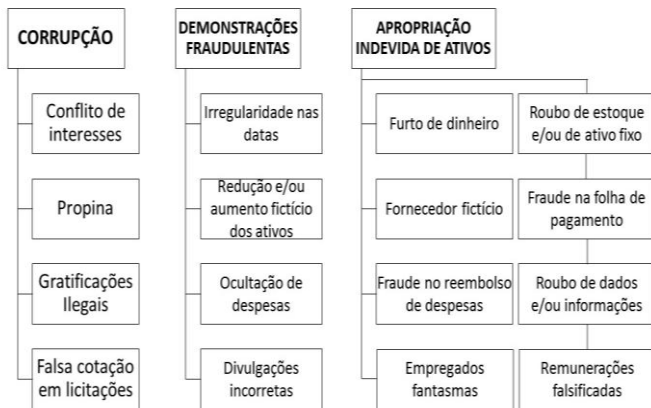 CORRUPÇÃO
Conflito de
interesses
Propina
Gratificações
Ilegais
Falsa cotação
em licitações
DEMONSTRAÇÕES
FRAUDULENTAS
Irregularidade nas
datas
Redução e/ou
aumento fictício
dos ativos
Ocultação de
despesas
Divulgações
incorretas
APROPRIAÇÃO
INDEVIDA DE ATIVOS
Furto de dinheiro
Fornecedor fictício
Fraude no reembolso
de despesas
Empregados
fantasmas
Roubo de estoque
e/ou de ativo fixo
Fraude na folha de
pagamento
Roubo de dados
e/ou informações
Remunerações
falsificadas